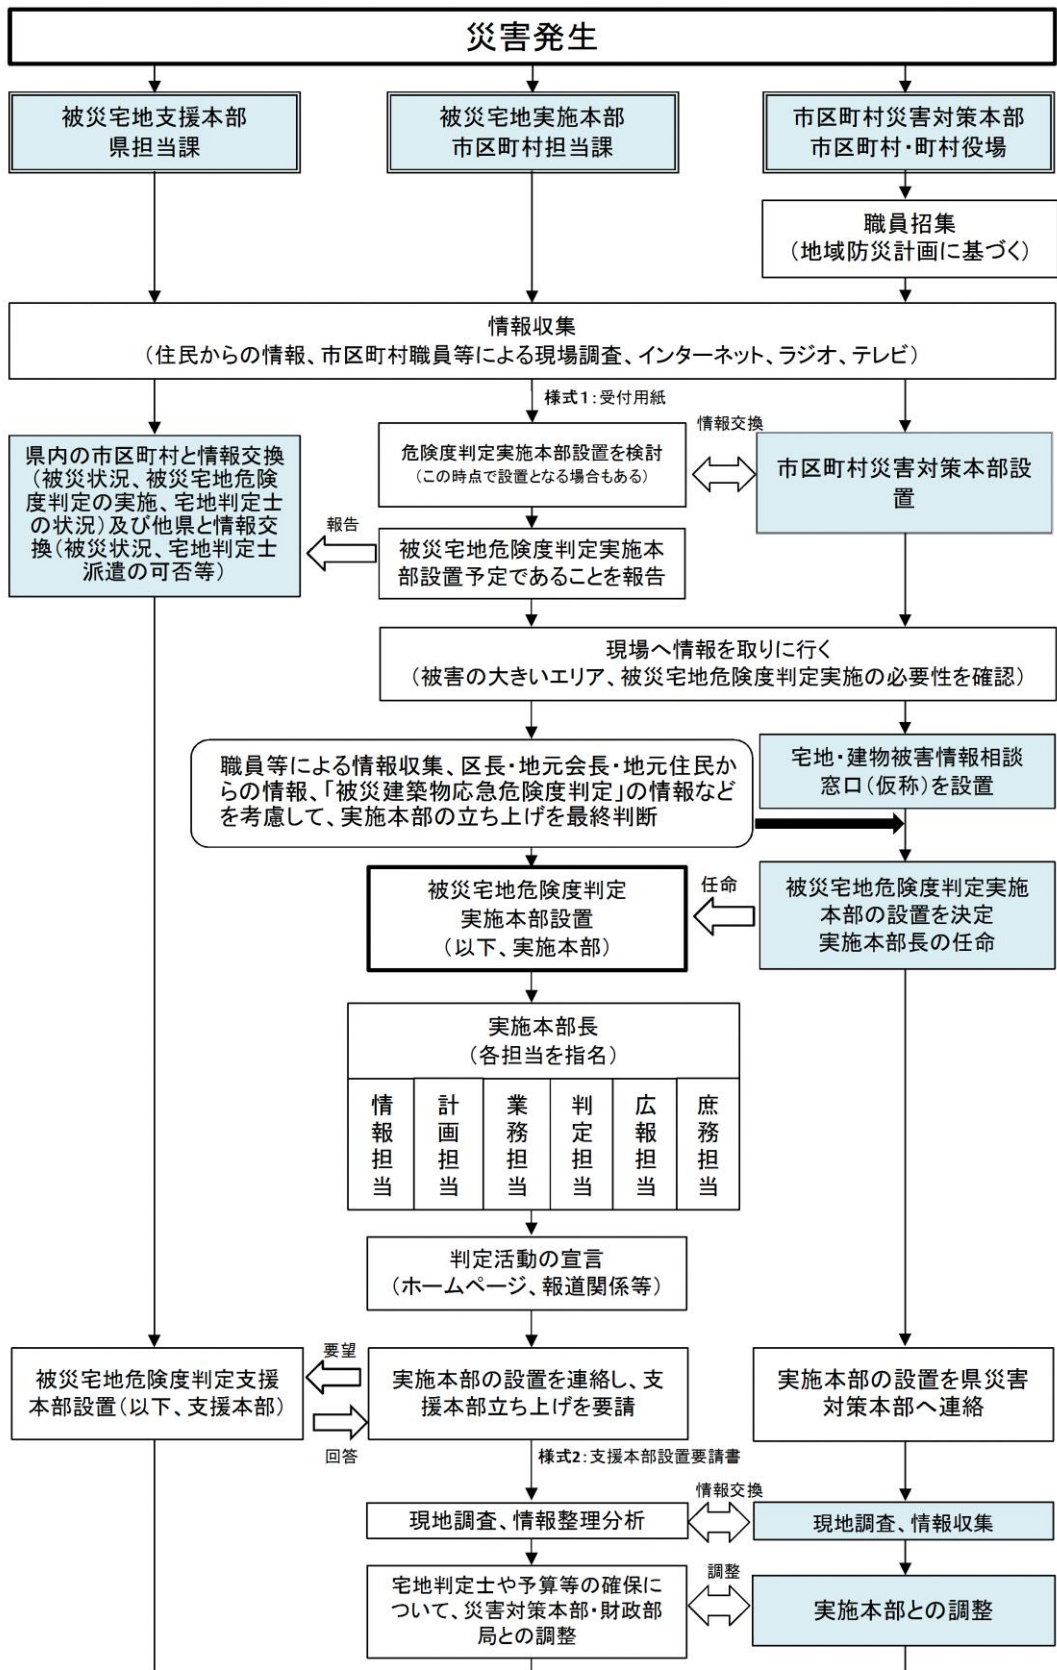 災害発生
被災宅地支援本部
県担当課
被災宅地実施本部
市区町村担当課
市区町村災害対策本部
市区町村・町村役場
職員招集
（地域防災計画に基づく）
情報収集
（住民からの情報、市区町村職員等による現場調査、インターネット、ラジオ、テレビ）
様式1：受付用紙
県内の市区町村と情報交換
（被災状況、被災宅地危険
度判定の実施、宅地判定士
の状況）及び他県と情報交
換（被災状況、宅地判定士
派遣の可否等）
危険度判定実施本部設置を検討
（この時点で設置となる場合もある）
情報交換
市区町村災害対策本部設
置
報告
被災宅地危険度判定実施本
部設置予定であることを報告
現場へ情報を取りに行く
（被害の大きいエリア、被災宅地危険度判定実施の必要性を確認）
職員等による情報収集、区長・地元会長・地元住民か
らの情報、「被災建築物応急危険度判定」の情報など
を考慮して、実施本部の立ち上げを最終判断
宅地・建物被害情報相談
窓口（仮称）を設置
被災宅地危険度判定
実施本部設置
（以下、実施本部）
任命
被災宅地危険度判定実施
本部の設置を決定
実施本部長の任命
実施本部長
（各担当を指名）
情報担当
計画担当
業務担当
判定担当
広報担当
庶務担当
判定活動の宣言
（ホームページ、報道関係等）
被災宅地危険度判定支援
本部設置（以下、支援本部）
要望
回答
実施本部の設置を連絡し、支
援本部立ち上げを要請
実施本部の設置を県災害
対策本部へ連絡
様式2：支援本部設置要請書
現地調査、情報整理分析
情報交換
現地調査、情報収集
宅地判定士や予算等の確保に
ついて、災害対策本部・財政部
局との調整
調整
実施本部との調整